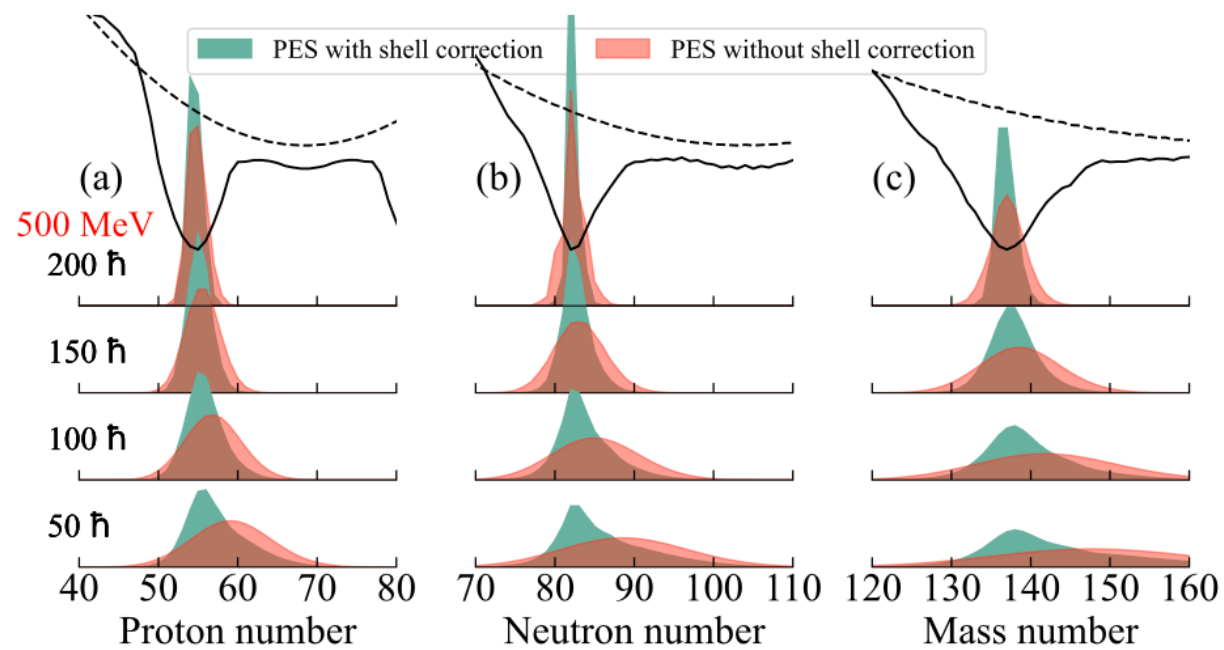 PES with shell correction PES without shell correction
(a) (b) (c)
500 MeV
200 ħ
150 ħ
100 ħ
50 ħ
40 50 60 70 80 70 80 90 100 110 120 130 140 150 160
Proton number Neutron number Mass number